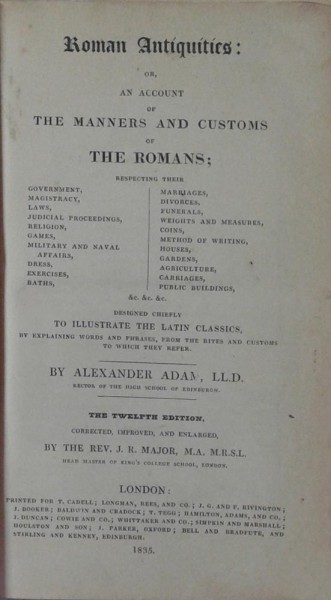 Roman Antiquities:
OR,
AN ACCOUNT
OF
THE MANNERS AND CUSTOMS
OF
THE ROMANS;
RESPECTING THEIR
GOVERNMENT,
MAGISTRACY,
LAWS,
JUDICIAL PROCEEDINGS,
RELIGION,
GAMES,
MILITARY AND NAVAL
AFFAIRS,
DRESS,
EXERCISES,
BATHS,
MARRIAGES,
DIVORCES,
FUNERALS,
WEIGHTS AND MEASURES,
COINS,
METHOD OF WRITING,
HOUSES,
GARDENS,
AGRICULTURE,
CARRIAGES,
PUBLIC BUILDINGS,
&c. &c. &c.
DESIGNED CHIEFLY
TO ILLUSTRATE THE LATIN CLASSICS,
BY EXPLAINING WORDS AND PHRASES, FROM THE RITES AND CUSTOMS
TO WHICH THEY REFER.
BY ALEXANDER ADAM, LL.D.
RECTOR OF THE HIGH SCHOOL OF EDINBURGH.
THE TWELFTH EDITION,
CORRECTED, IMPROVED, AND ENLARGED,
BY THE REV. J. R. MAJOR, M.A. M.R.S.L.
HEAD MASTER OF KING'S COLLEGE SCHOOL, LONDON.
LONDON:
PRINTED FOR T. CADELL; LONGMAN, REES, AND CO.; J. G. AND F. RIVINGTON;
J. BOOKER; BALDWIN AND CRADOCK; T. TEGG; HAMILTON, ADAMS, AND CO.;
J. DUNCAN; COWIE AND CO.; WHITTAKER AND CO.; SIMPKIN AND MARSHALL;
HOULSTON AND SON; J. PARKER, OXFORD; BELL AND BRADFUTE, AND
STIRLING AND KENNEY, EDINBURGH.
1835.